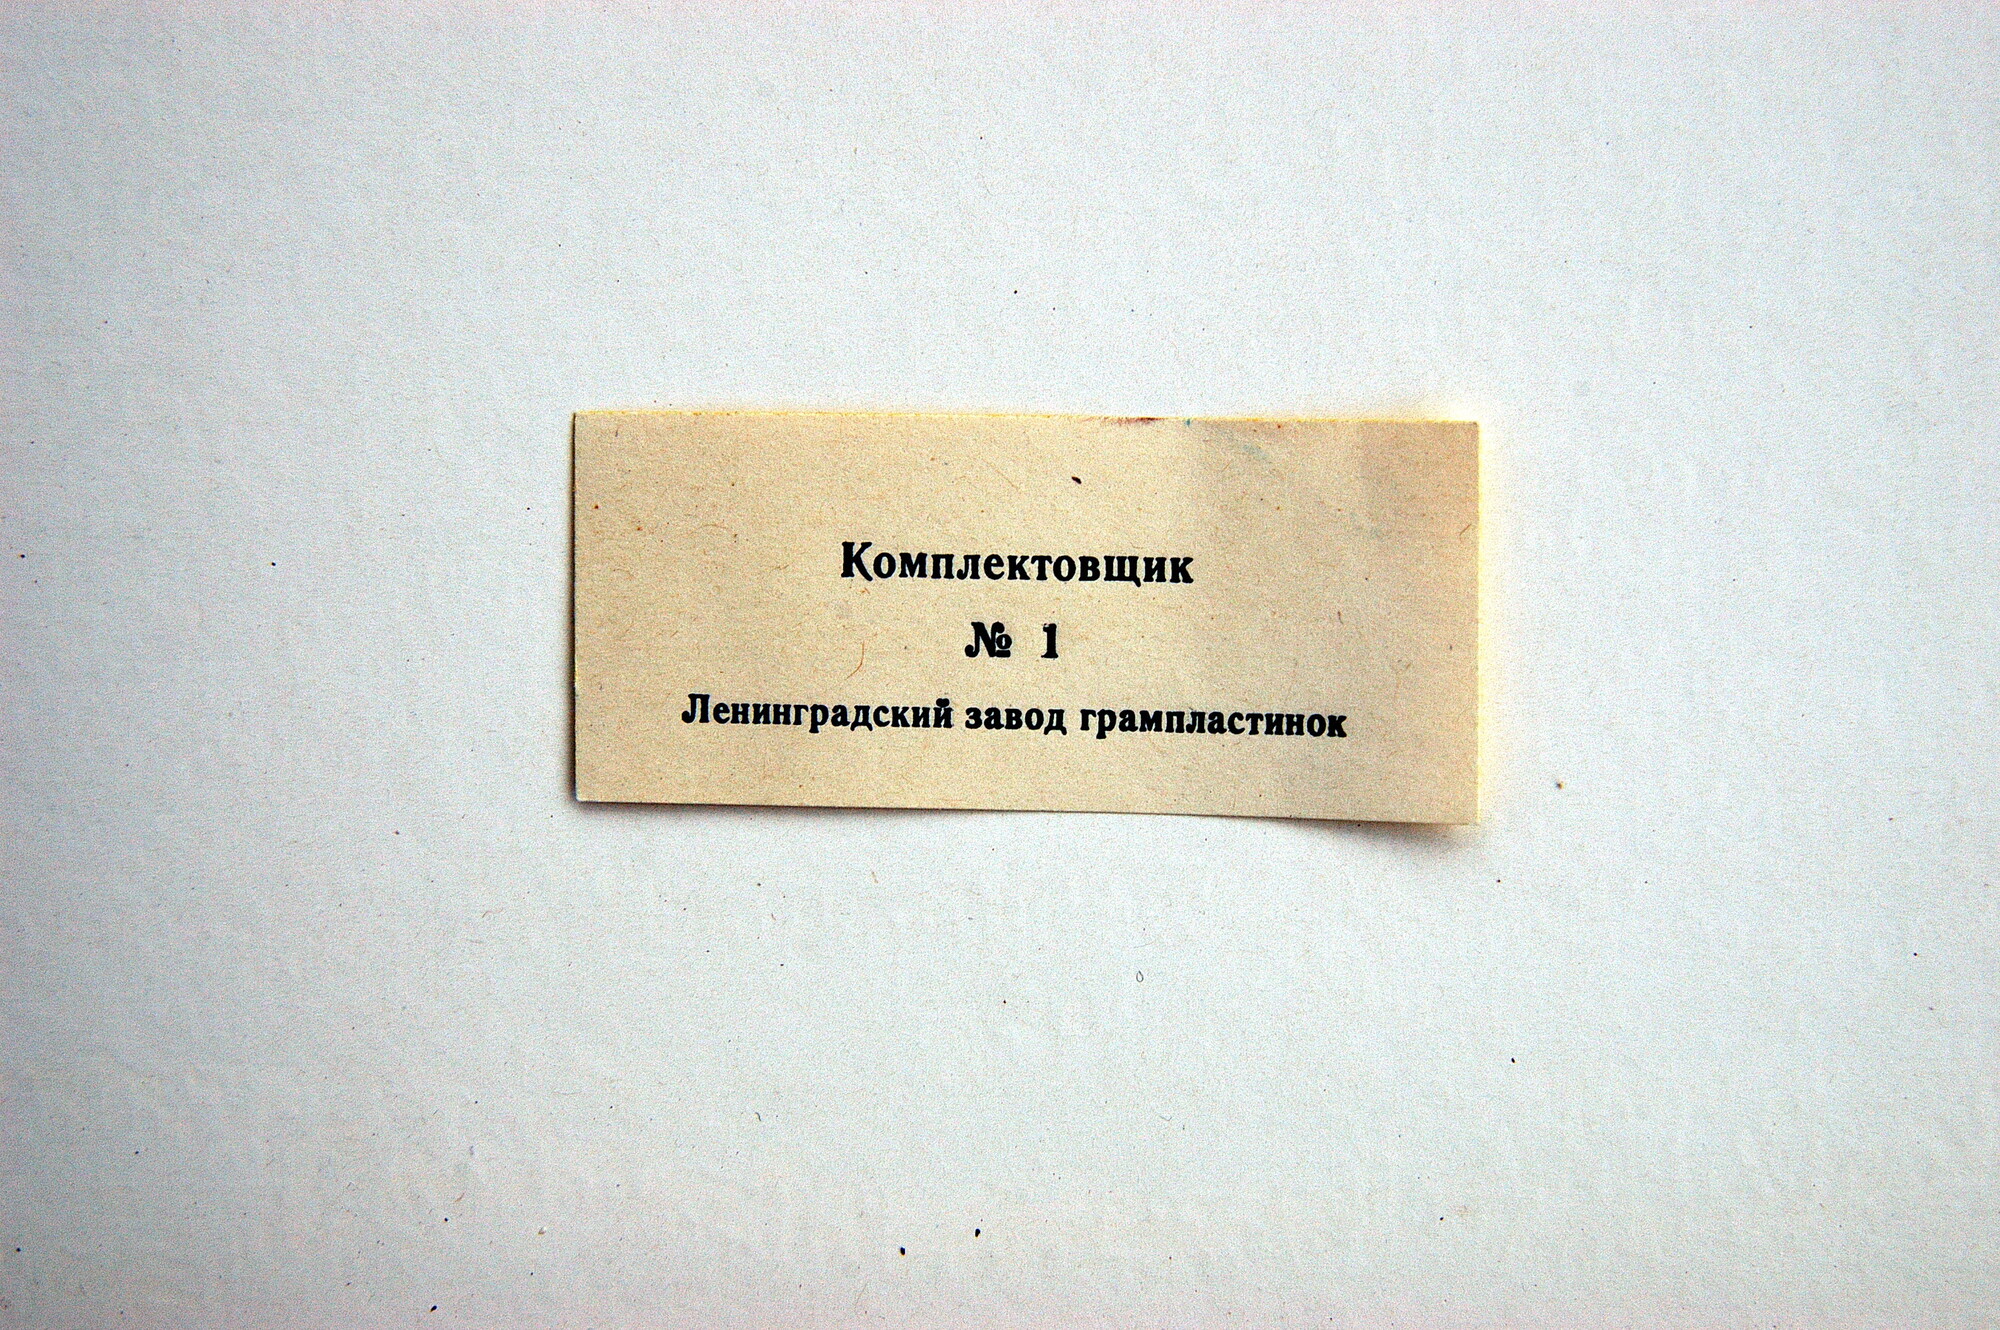 Комплектовщик
№ 1
Ленинградский завод грампластинок